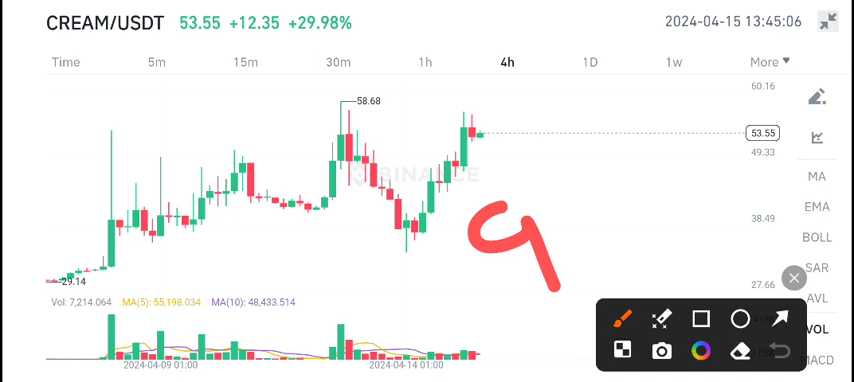 CREAM/USDT 53.55 +12.35 +29.98% 2024-04-15 13:45:06
Time 5m 15m 30m 1h 4h 1D 1w More
60.16
58.68
53.55
49.33
BINANCE
MA
EMA
38.49
BOLL
SAR
29.14
27.66
AVL
Vol: 7,214.064 MA(5): 55,198.034 MA(10): 48,433.514
VOL
MACD
2024-04-09 01:00 2024-04-14 01:00
9